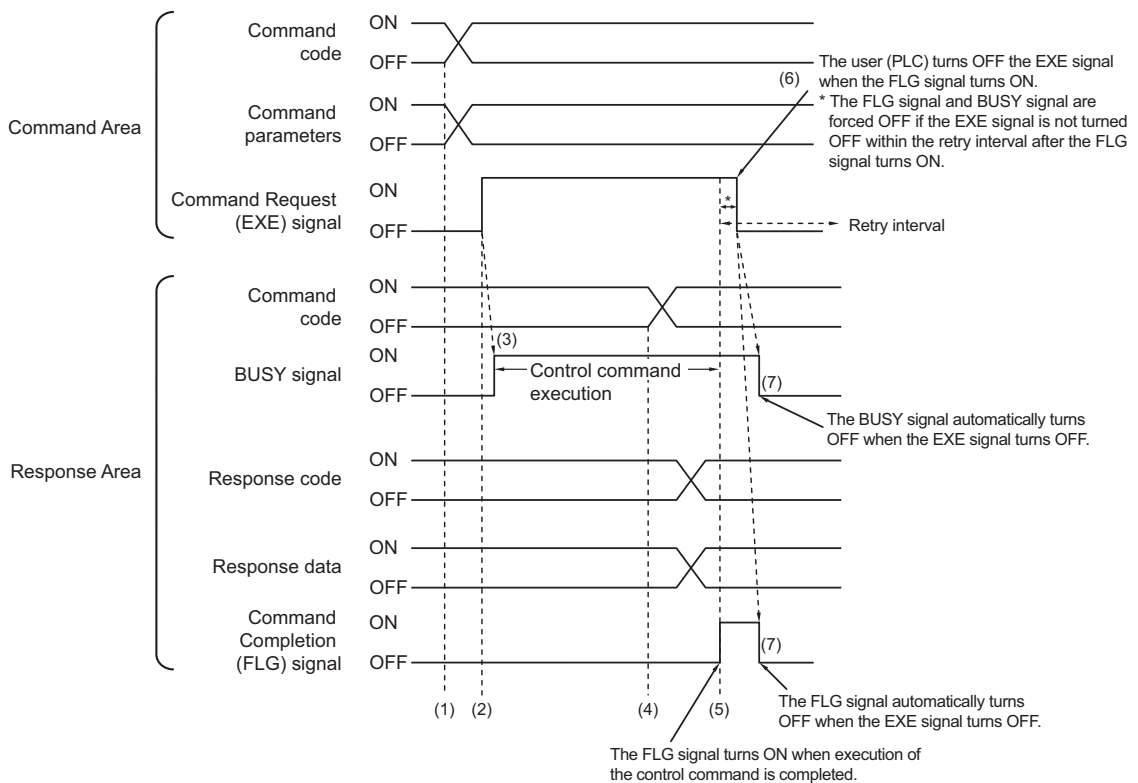 Command Area
Command
code
ON
OFF
Command
parameters
ON
OFF
Command Request
(EXE) signal
ON
OFF
(6)
The user (PLC) turns OFF the EXE signal
when the FLG signal turns ON.
* The FLG signal and BUSY signal are
forced OFF if the EXE signal is not turned
OFF within the retry interval after the FLG
signal turns ON.
*
Retry interval
Response Area
Command
code
ON
OFF
BUSY signal
ON
OFF
(3)
Control command
execution
(7)
The BUSY signal automatically turns
OFF when the EXE signal turns OFF.
Response code
ON
OFF
Response data
ON
OFF
Command
Completion
(FLG) signal
ON
OFF
(7)
The FLG signal automatically turns
OFF when the EXE signal turns OFF.
(1)
(2)
(4)
(5)
The FLG signal turns ON when execution of
the control command is completed.